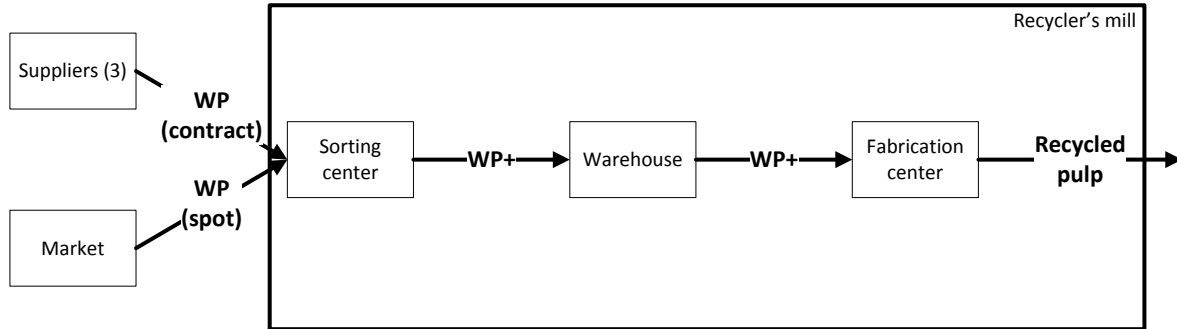 Recycler's mill
Suppliers (3)
WP
(contract)
Sorting
center
WP+
Warehouse
WP+
Fabrication
center
Recycled
pulp
WP
(spot)
Market